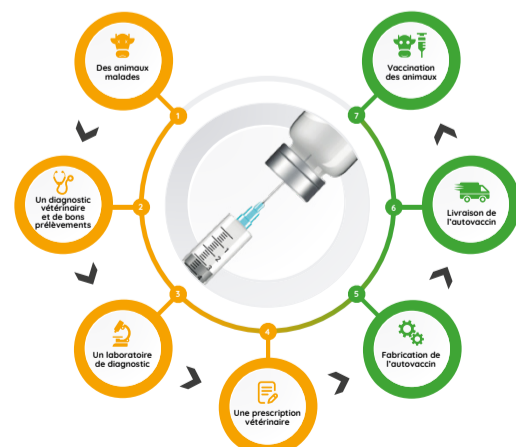 Des animaux
malades
1
Un diagnostic
vétérinaire
et de bons
prélèvements
2
Un laboratoire
de diagnostic
3
Une prescription
vétérinaire
4
Fabrication de
l'autovaccin
5
Livraison de
l'autovaccin
6
Vaccination
des animaux
7